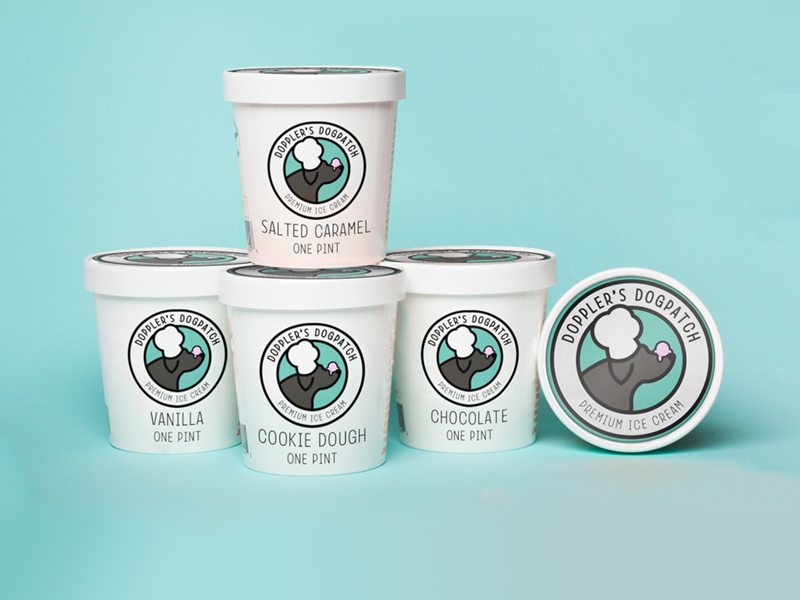 DOPPLER'S DOGPATCH
PREMIUM ICE CREAM
SALTED CARAMEL
ONE PINT
DOPPLER'S DOGPATCH
PREMIUM ICE CREAM
VANILLA
ONE PINT
DOPPLER'S DOGPATCH
PREMIUM ICE CREAM
COOKIE DOUGH
ONE PINT
DOPPLER'S DOGPATCH
PREMIUM ICE CREAM
CHOCOLATE
ONE PINT
DOPPLER'S DOGPATCH
PREMIUM ICE CREAM